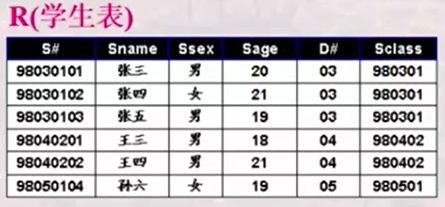 R(学生表)
S# Sname Ssex Sage D# Sclass
98030101 张三 男 20 03 980301
98030102 张四 女 21 03 980301
98030103 张五 男 19 03 980301
98040201 王三 男 18 04 980402
98040202 王四 男 21 04 980402
98050104 孙六 女 19 05 980501